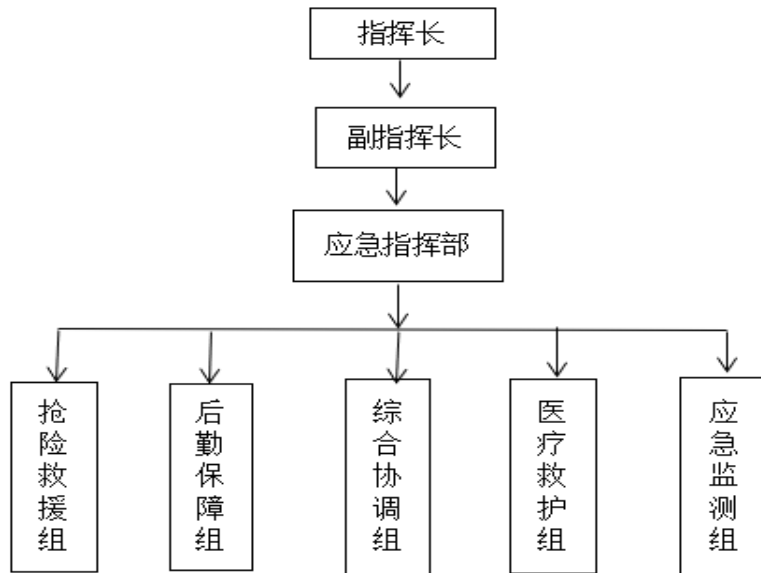 指挥长
副指挥长
应急指挥部
抢险救援组
后勤保障组
综合协调组
医疗救护组
应急监测组